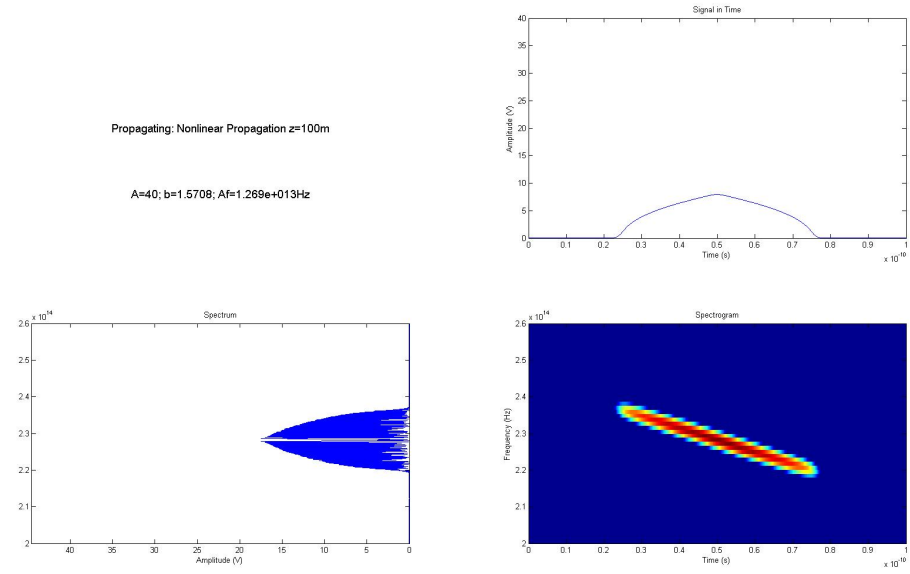 Propagating: Nonlinear Propagation z=100m
A=40; b=1.5708; Af=1.269e+013Hz
Signal in Time
40
35
30
25
20
15
10
5
0
Amplitude (V)
0 0.1 0.2 0.3 0.4 0.5 0.6 0.7 0.8 0.9 1
Time (s)
x 10^-10
Spectrum
x 10^14
2.6
2.5
2.4
2.3
2.2
2.1
2
40 35 30 25 20 15 10 5 0
Amplitude (V)
Spectrogram
x 10^14
2.6
2.5
2.4
2.3
2.2
2.1
2
Frequency (Hz)
0 0.1 0.2 0.3 0.4 0.5 0.6 0.7 0.8 0.9 1
Time (s)
x 10^-10